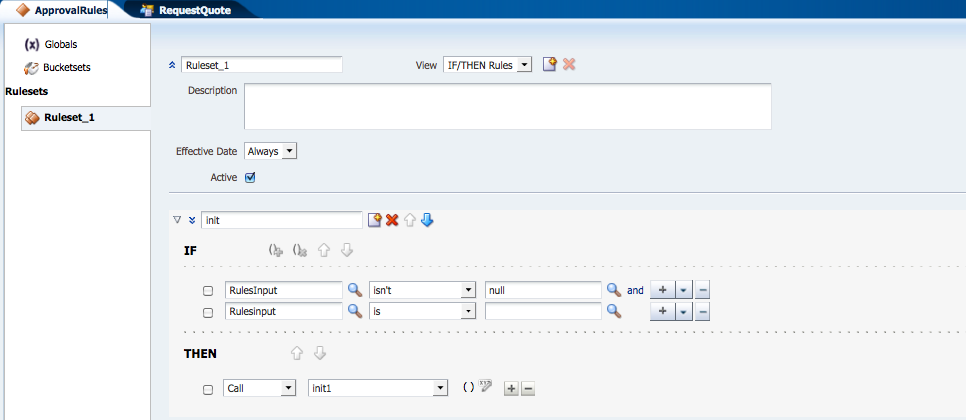 ApprovalRules RequestQuote
(x) Globals
Bucketsets
Rulesets
Ruleset_1
Ruleset_1 View IF/THEN Rules
Description
Effective Date Always
Active
init
IF
RulesInput isn't null and
Rulesinput is
THEN
Call init1 ( )